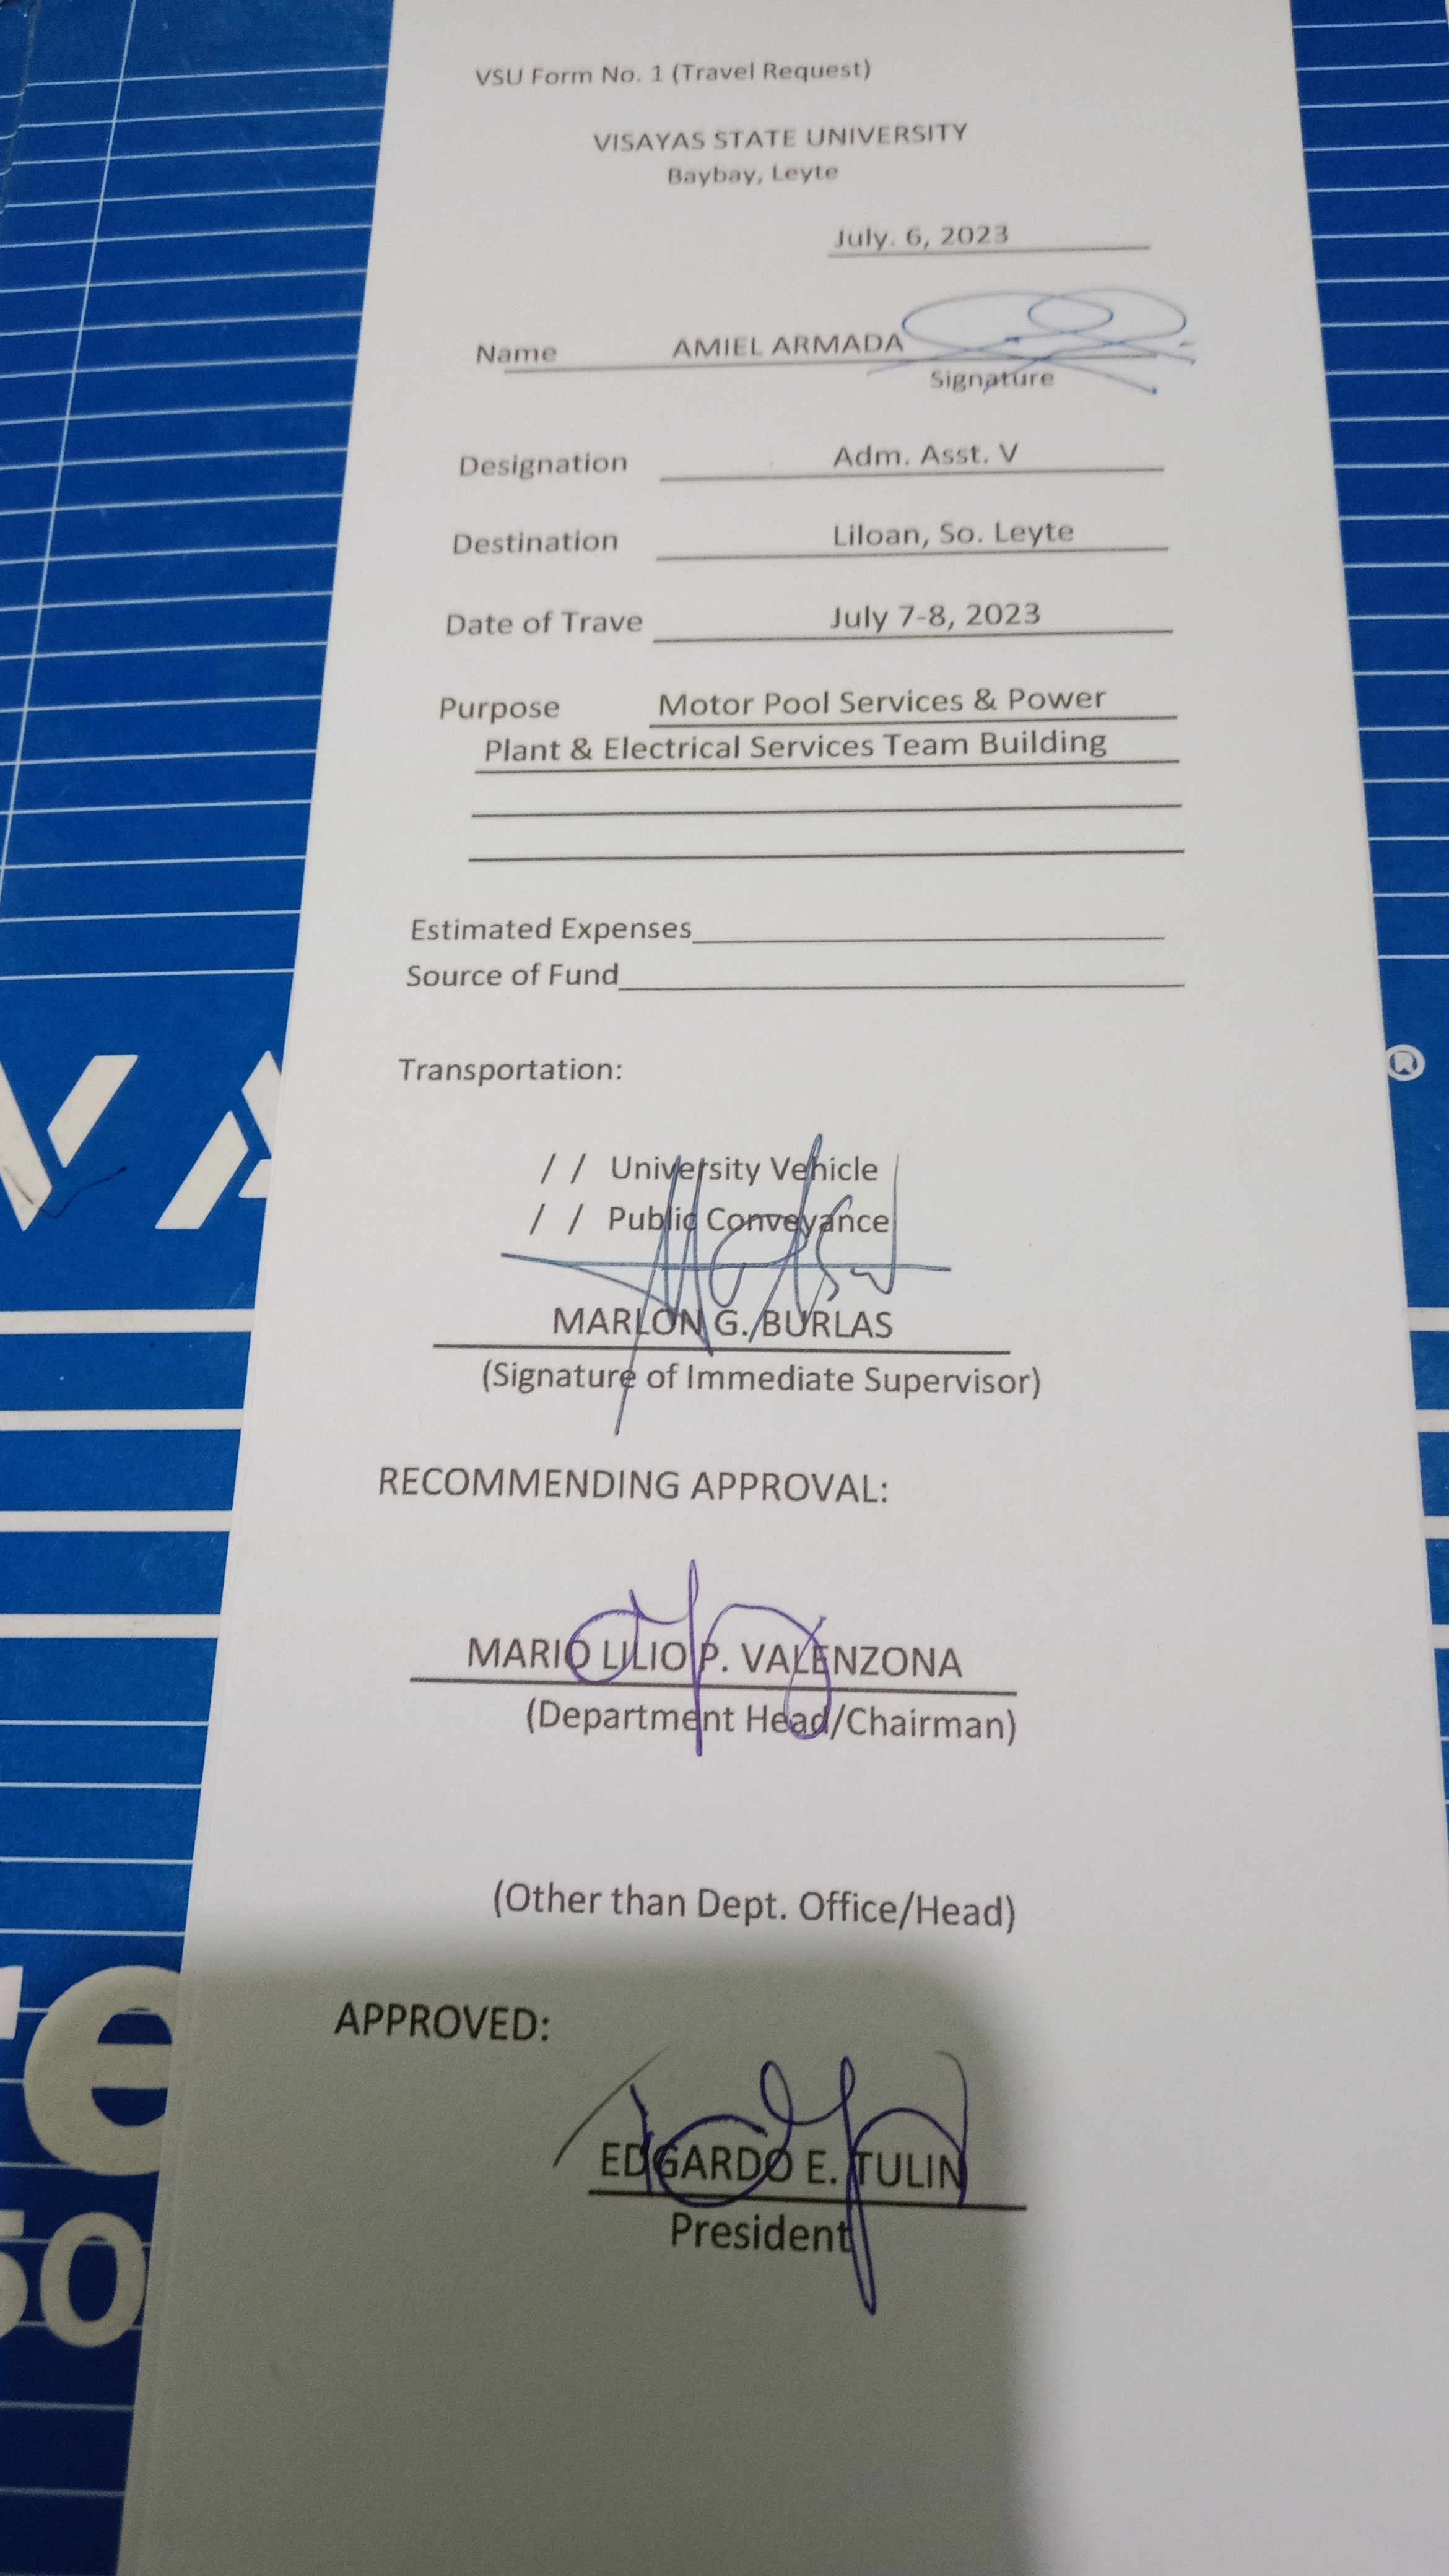 VSU Form No. 1 (Travel Request)
VISAYAS STATE UNIVERSITY
Baybay, Leyte
July. 6, 2023
Name AMIEL ARMADA
Signature
Designation Adm. Asst. V
Destination Liloan, So. Leyte
Date of Trave July 7-8, 2023
Purpose Motor Pool Services & Power
Plant & Electrical Services Team Building
Estimated Expenses
Source of Fund
Transportation:
/ / University Vehicle
/ / Public Conveyance
MARLON G. BURLAS
(Signature of Immediate Supervisor)
RECOMMENDING APPROVAL:
MARIO LILIO P. VALENZONA
(Department Head/Chairman)
(Other than Dept. Office/Head)
APPROVED:
EDGARDO E. TULIN
President